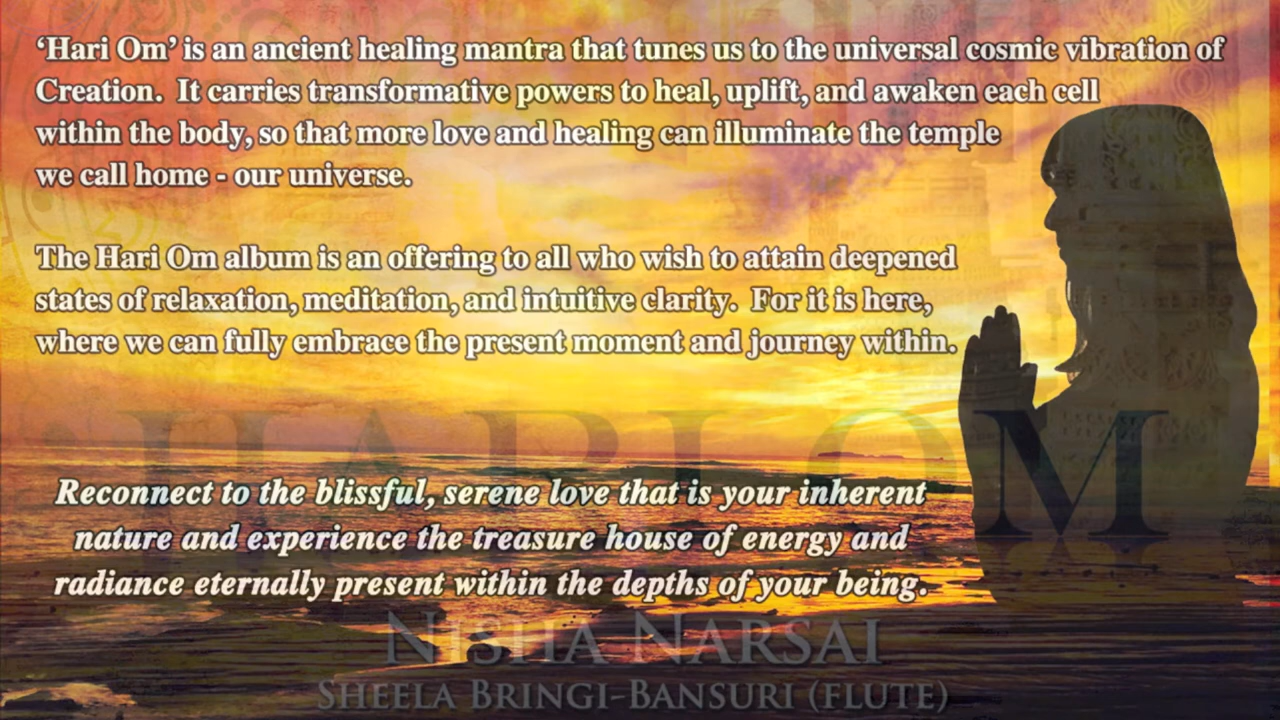 ‘Hari Om’ is an ancient healing mantra that tunes us to the universal cosmic vibration of
Creation. It carries transformative powers to heal, uplift, and awaken each cell
within the body, so that more love and healing can illuminate the temple
we call home - our universe.
The Hari Om album is an offering to all who wish to attain deepened
states of relaxation, meditation, and intuitive clarity. For it is here,
where we can fully embrace the present moment and journey within.
HARI OM
Reconnect to the blissful, serene love that is your inherent
nature and experience the treasure house of energy and
radiance eternally present within the depths of your being.
NISHA NARSAI
SHEELA BRINGI-BANSURI (FLUTE)